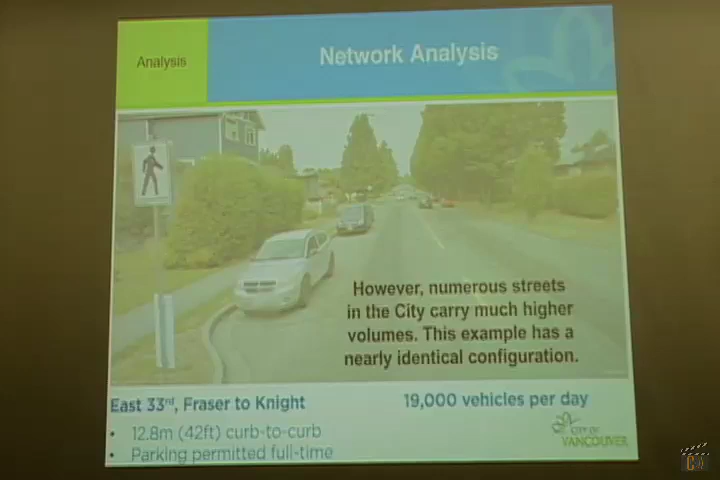 Analysis
Network Analysis
However, numerous streets
in the City carry much higher
volumes. This example has a
nearly identical configuration.
East 33rd, Fraser to Knight
19,000 vehicles per day
• 12.8m (42ft) curb-to-curb
• Parking permitted full-time
CITY OF
VANCOUVER